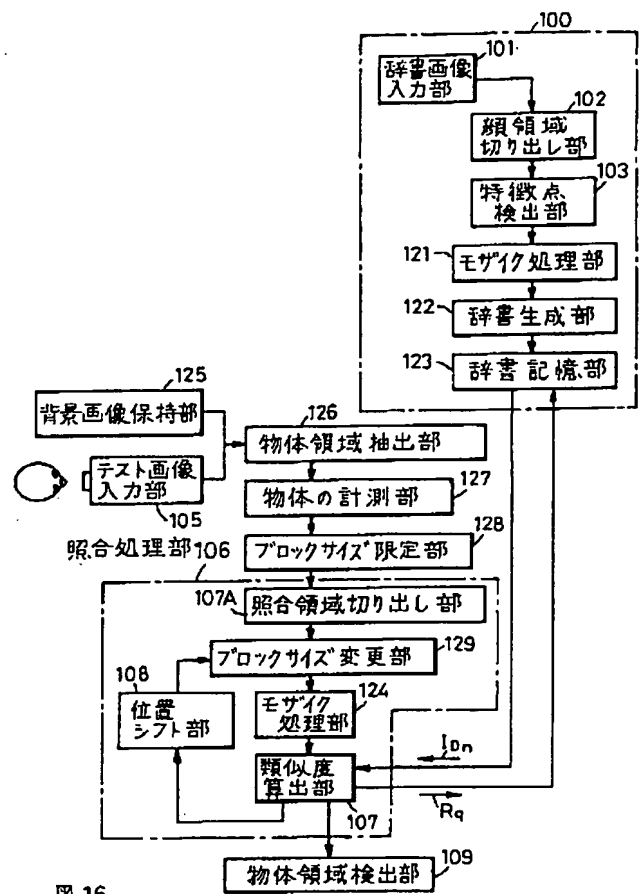 100
101
辞書画像
入力部
102
顔領域
切り出し部
103
特徴点
検出部
121
モザイク処理部
122
辞書生成部
123
辞書記憶部
125
背景画像保持部
126
物体領域抽出部
テスト画像
入力部
105
127
物体の計測部
128
ブロックサイズ限定部
照合処理部 106
107A
照合領域切り出し部
129
ブロックサイズ変更部
108
位置
シフト部
124
モザイク
処理部
IDn
類似度
算出部
107
Rq
物体領域検出部
109
図 16